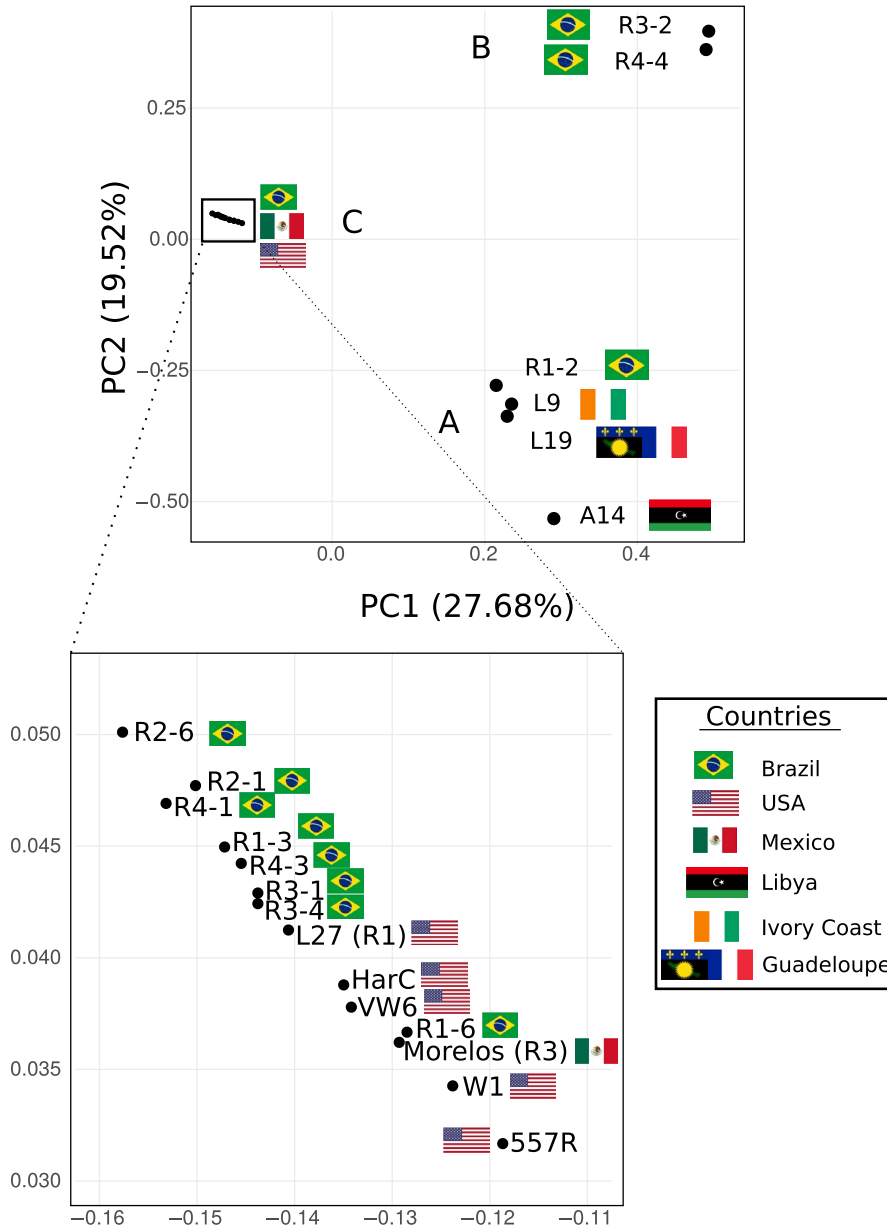 B
R3-2
R4-4
0.25
PC2 (19.52%)
0.00
C
−0.25
R1-2
L9
A
L19
−0.50
A14
0.0
0.2
0.4
PC1 (27.68%)
0.050
R2-6
R2-1
R4-1
0.045
R1-3
R4-3
R3-1
R3-4
L27 (R1)
0.040
HarC
VW6
R1-6
Morelos (R3)
0.035
W1
557R
0.030
−0.16
−0.15
−0.14
−0.13
−0.12
−0.11
Countries
Brazil
USA
Mexico
Libya
Ivory Coast
Guadeloupe